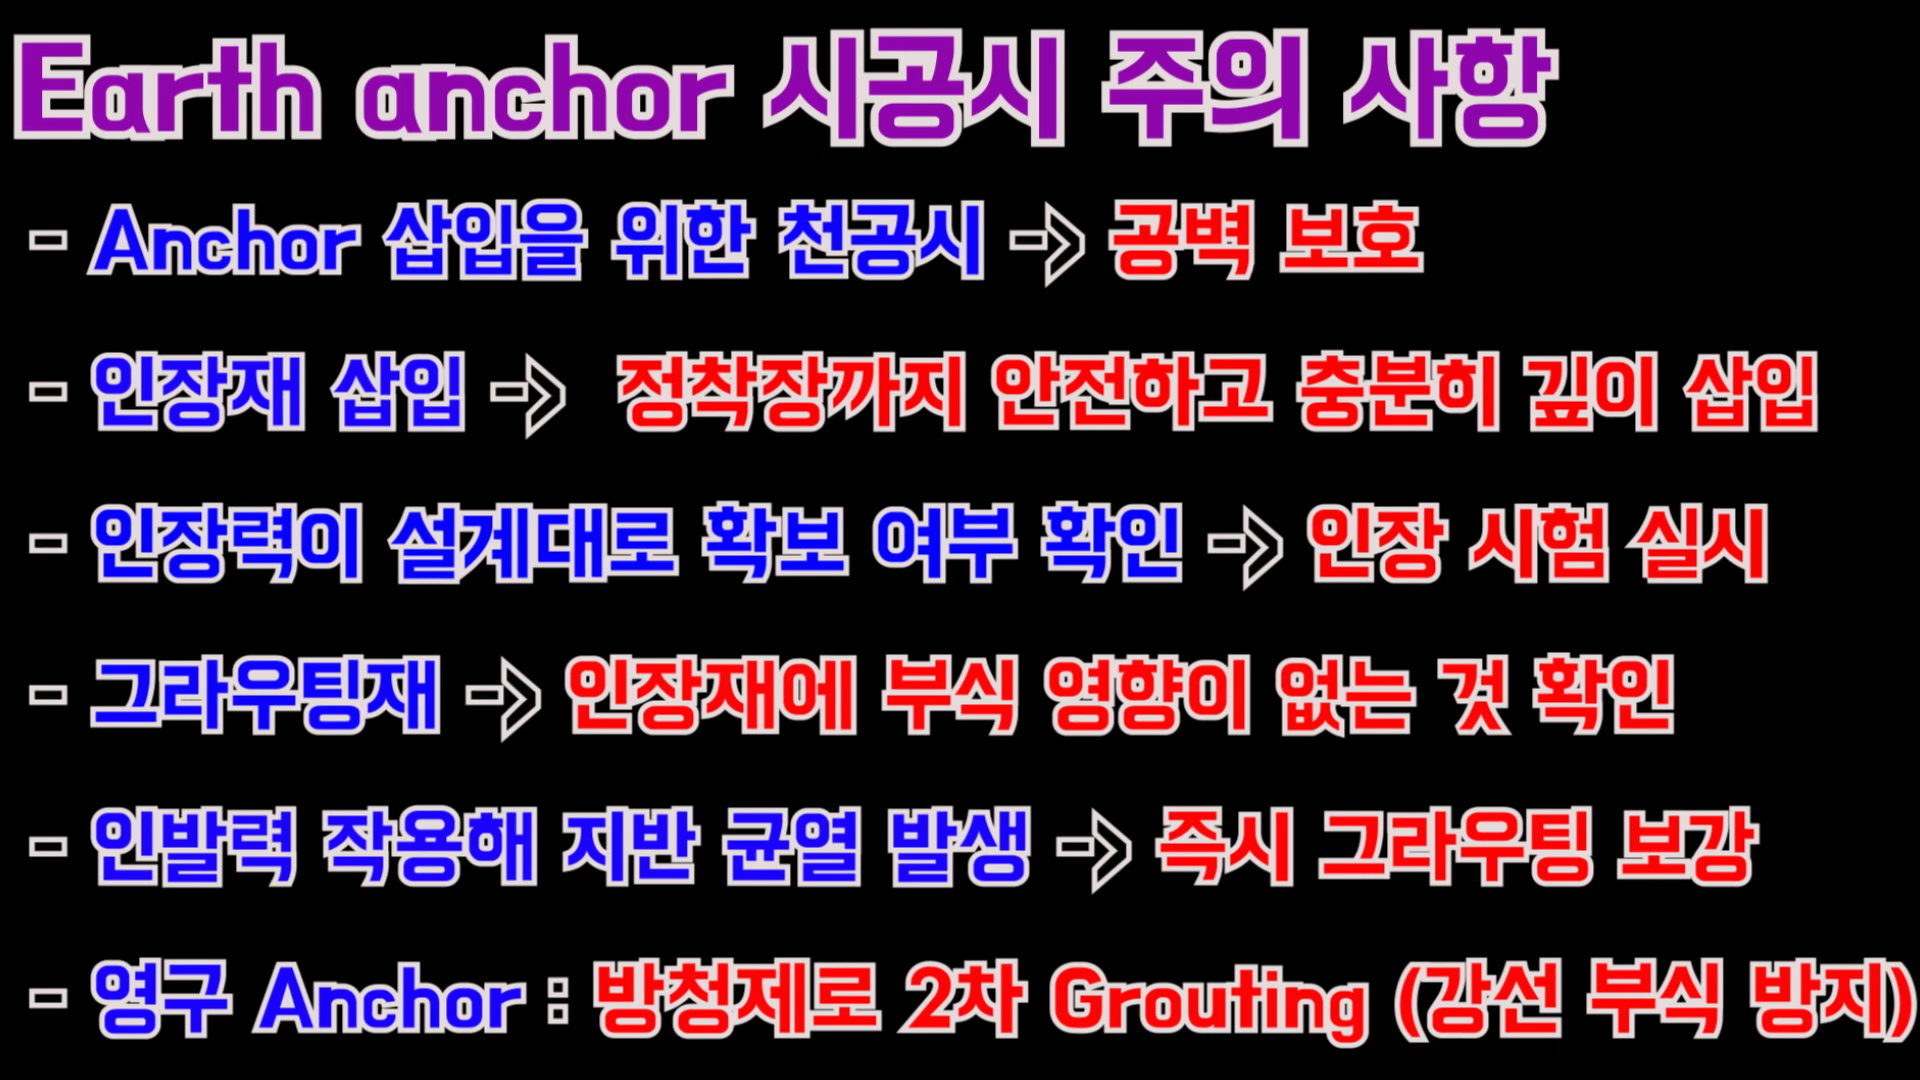 Earth anchor 시공시 주의 사항
- Anchor 삽입을 위한 천공시 -> 공벽 보호
- 인장재 삽입 -> 정착장까지 안전하고 충분히 깊이 삽입
- 인장력이 설계대로 확보 여부 확인 -> 인장 시험 실시
- 그라우팅재 -> 인장재에 부식 영향이 없는 것 확인
- 인발력 작용해 지반 균열 발생 -> 즉시 그라우팅 보강
- 영구 Anchor : 방청제로 2차 Grouting (강선 부식 방지)